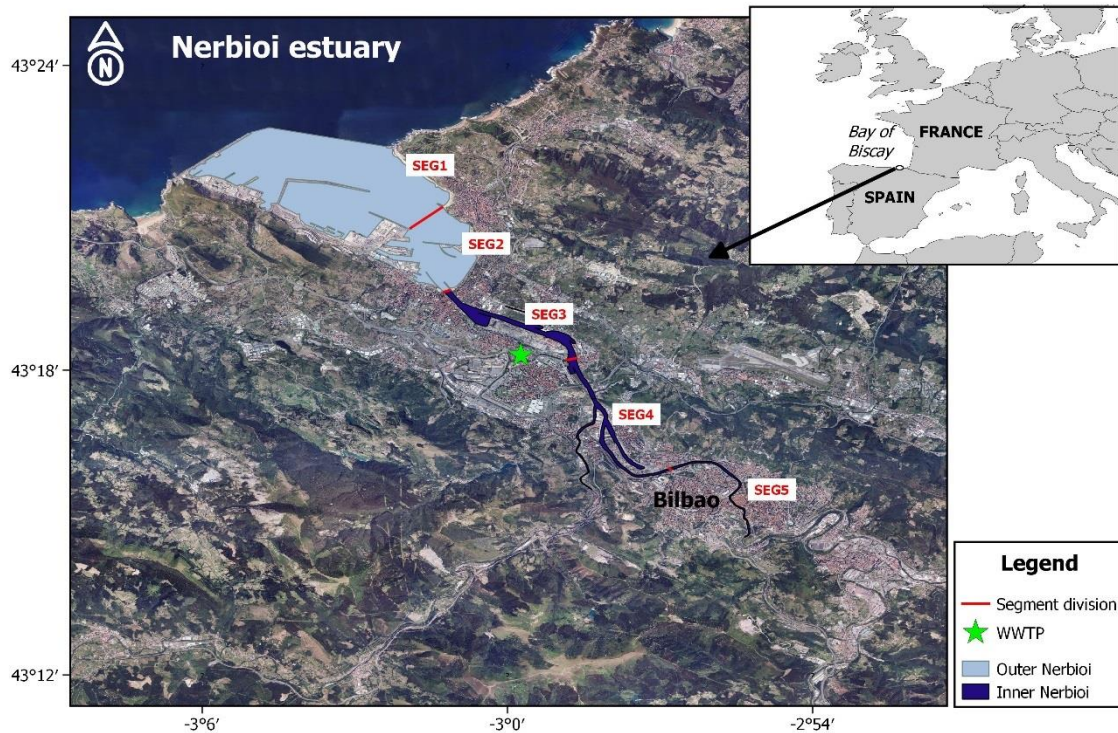 Nerbioi estuary
N
43°24'
43°18'
43°12'
-3°6'
-3°0'
-2°54'
SEG1
SEG2
SEG3
SEG4
SEG5
Bilbao
Bay of
Biscay
FRANCE
SPAIN
Legend
Segment division
WWTP
Outer Nerbioi
Inner Nerbioi